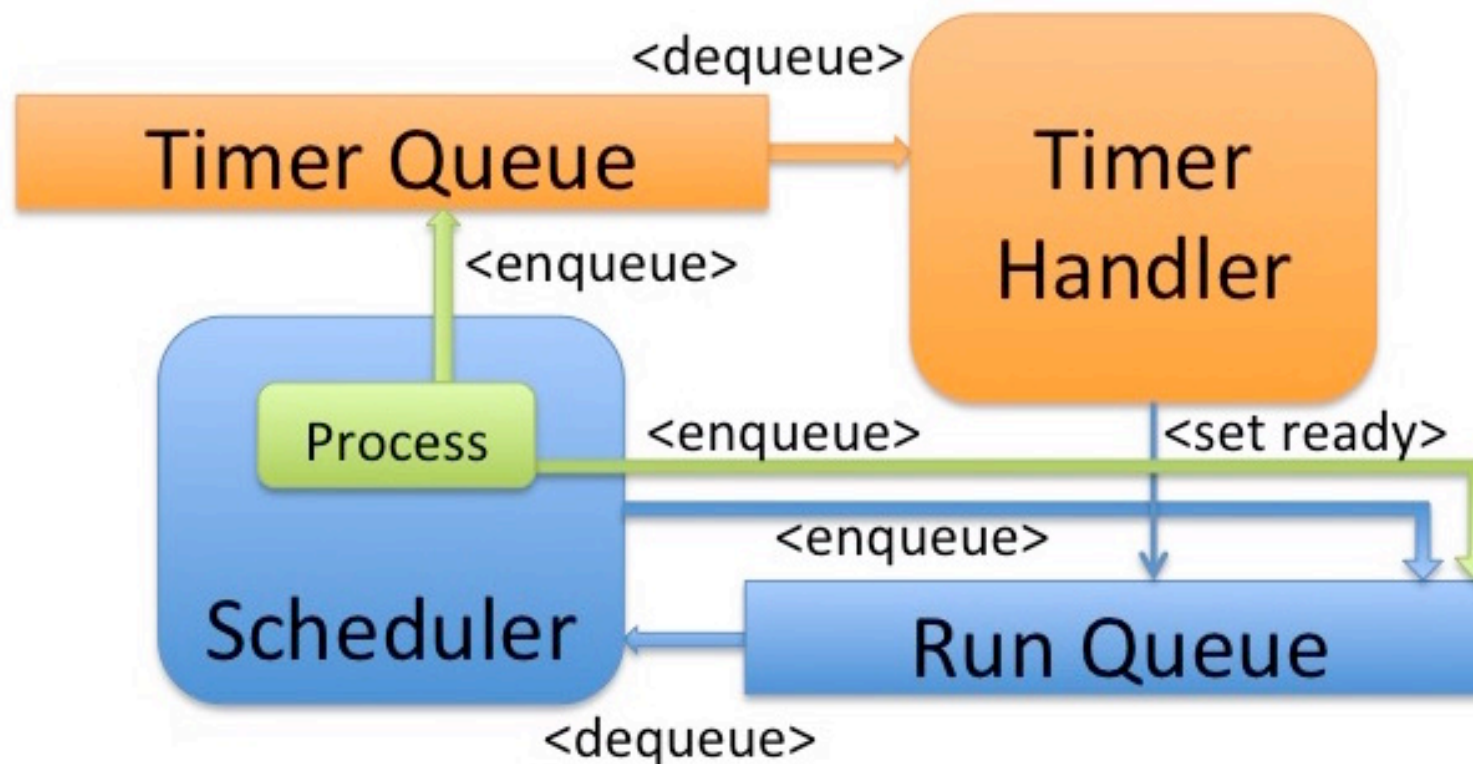 <dequeue>
Timer Queue
Timer
Handler
<enqueue>
Process
<enqueue>
<set ready>
<enqueue>
Scheduler
Run Queue
<dequeue>